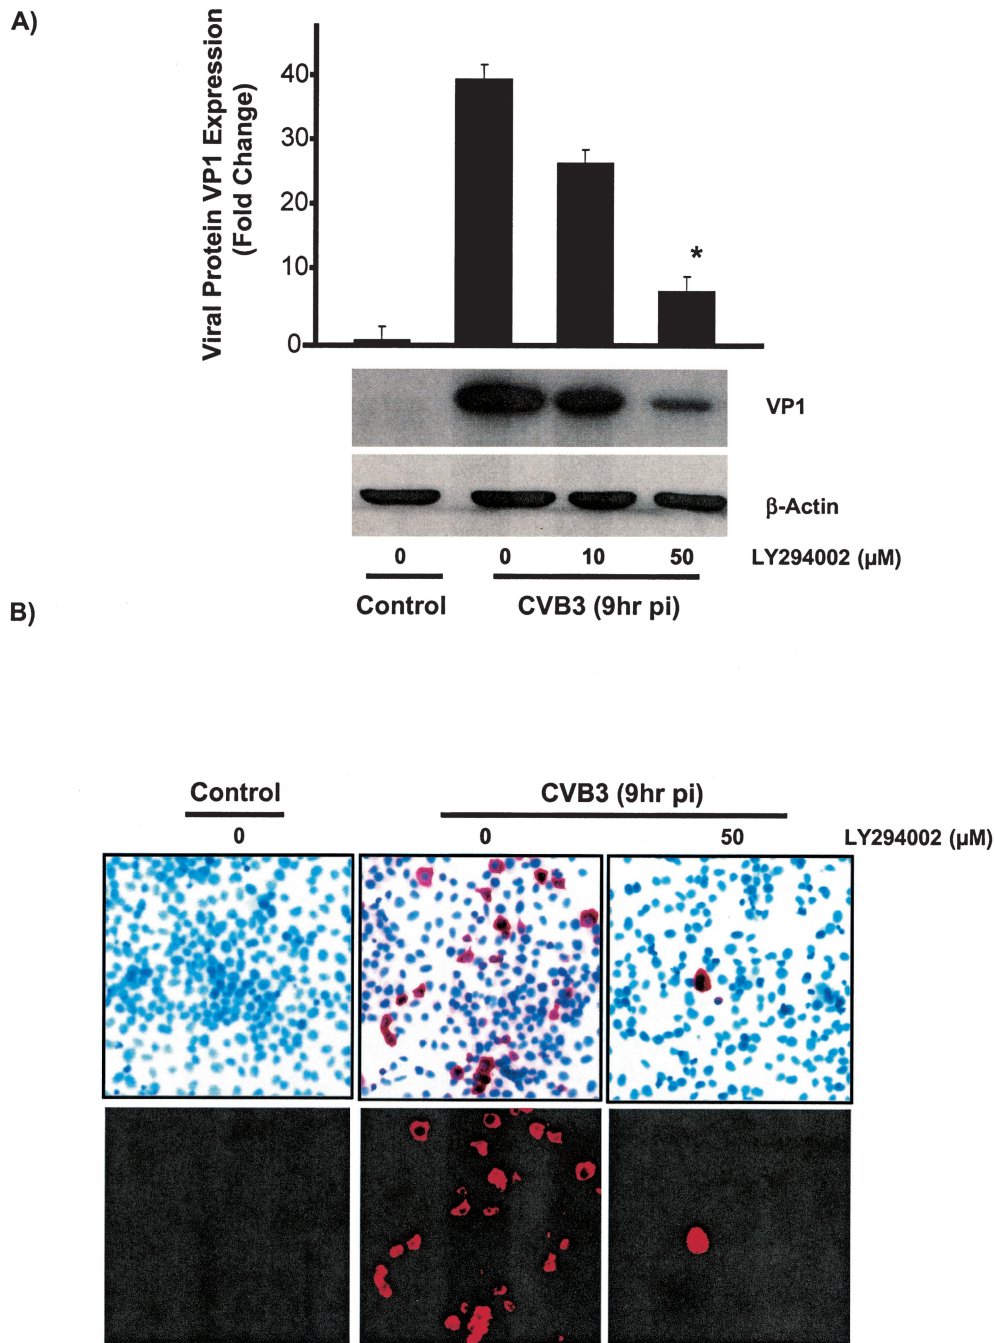 A)
Viral Protein VP1 Expression
(Fold Change)
40
30
20
10
0
*
VP1
β-Actin
0 0 10 50 LY294002 (µM)
Control CVB3 (9hr pi)
B)
Control CVB3 (9hr pi)
0 0 50 LY294002 (µM)